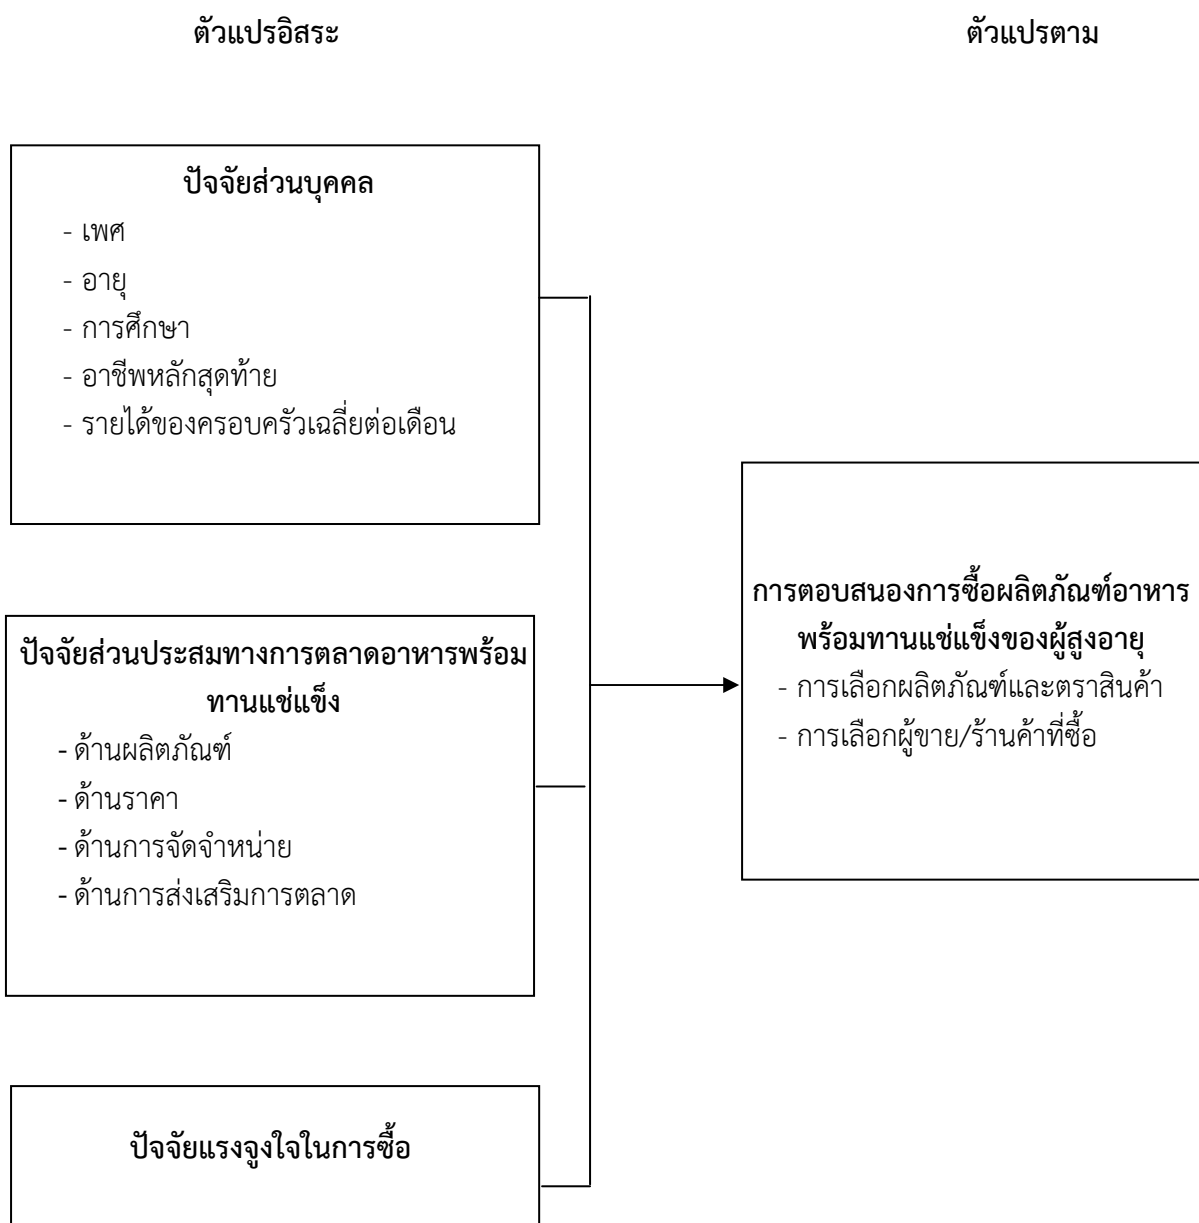 ตัวแปรอิสระ
ตัวแปรตาม
ปัจจัยส่วนบุคคล
- เพศ
- อายุ
- การศึกษา
- อาชีพหลักสุดท้าย
- รายได้ของครอบครัวเฉลี่ยต่อเดือน
ปัจจัยส่วนประสมทางการตลาดอาหารพร้อม
ทานแช่แข็ง
- ด้านผลิตภัณฑ์
- ด้านราคา
- ด้านการจัดจำหน่าย
- ด้านการส่งเสริมการตลาด
ปัจจัยแรงจูงใจในการซื้อ
การตอบสนองการซื้อผลิตภัณฑ์อาหาร
พร้อมทานแช่แข็งของผู้สูงอายุ
- การเลือกผลิตภัณฑ์และตราสินค้า
- การเลือกผู้ขาย/ร้านค้าที่ซื้อ